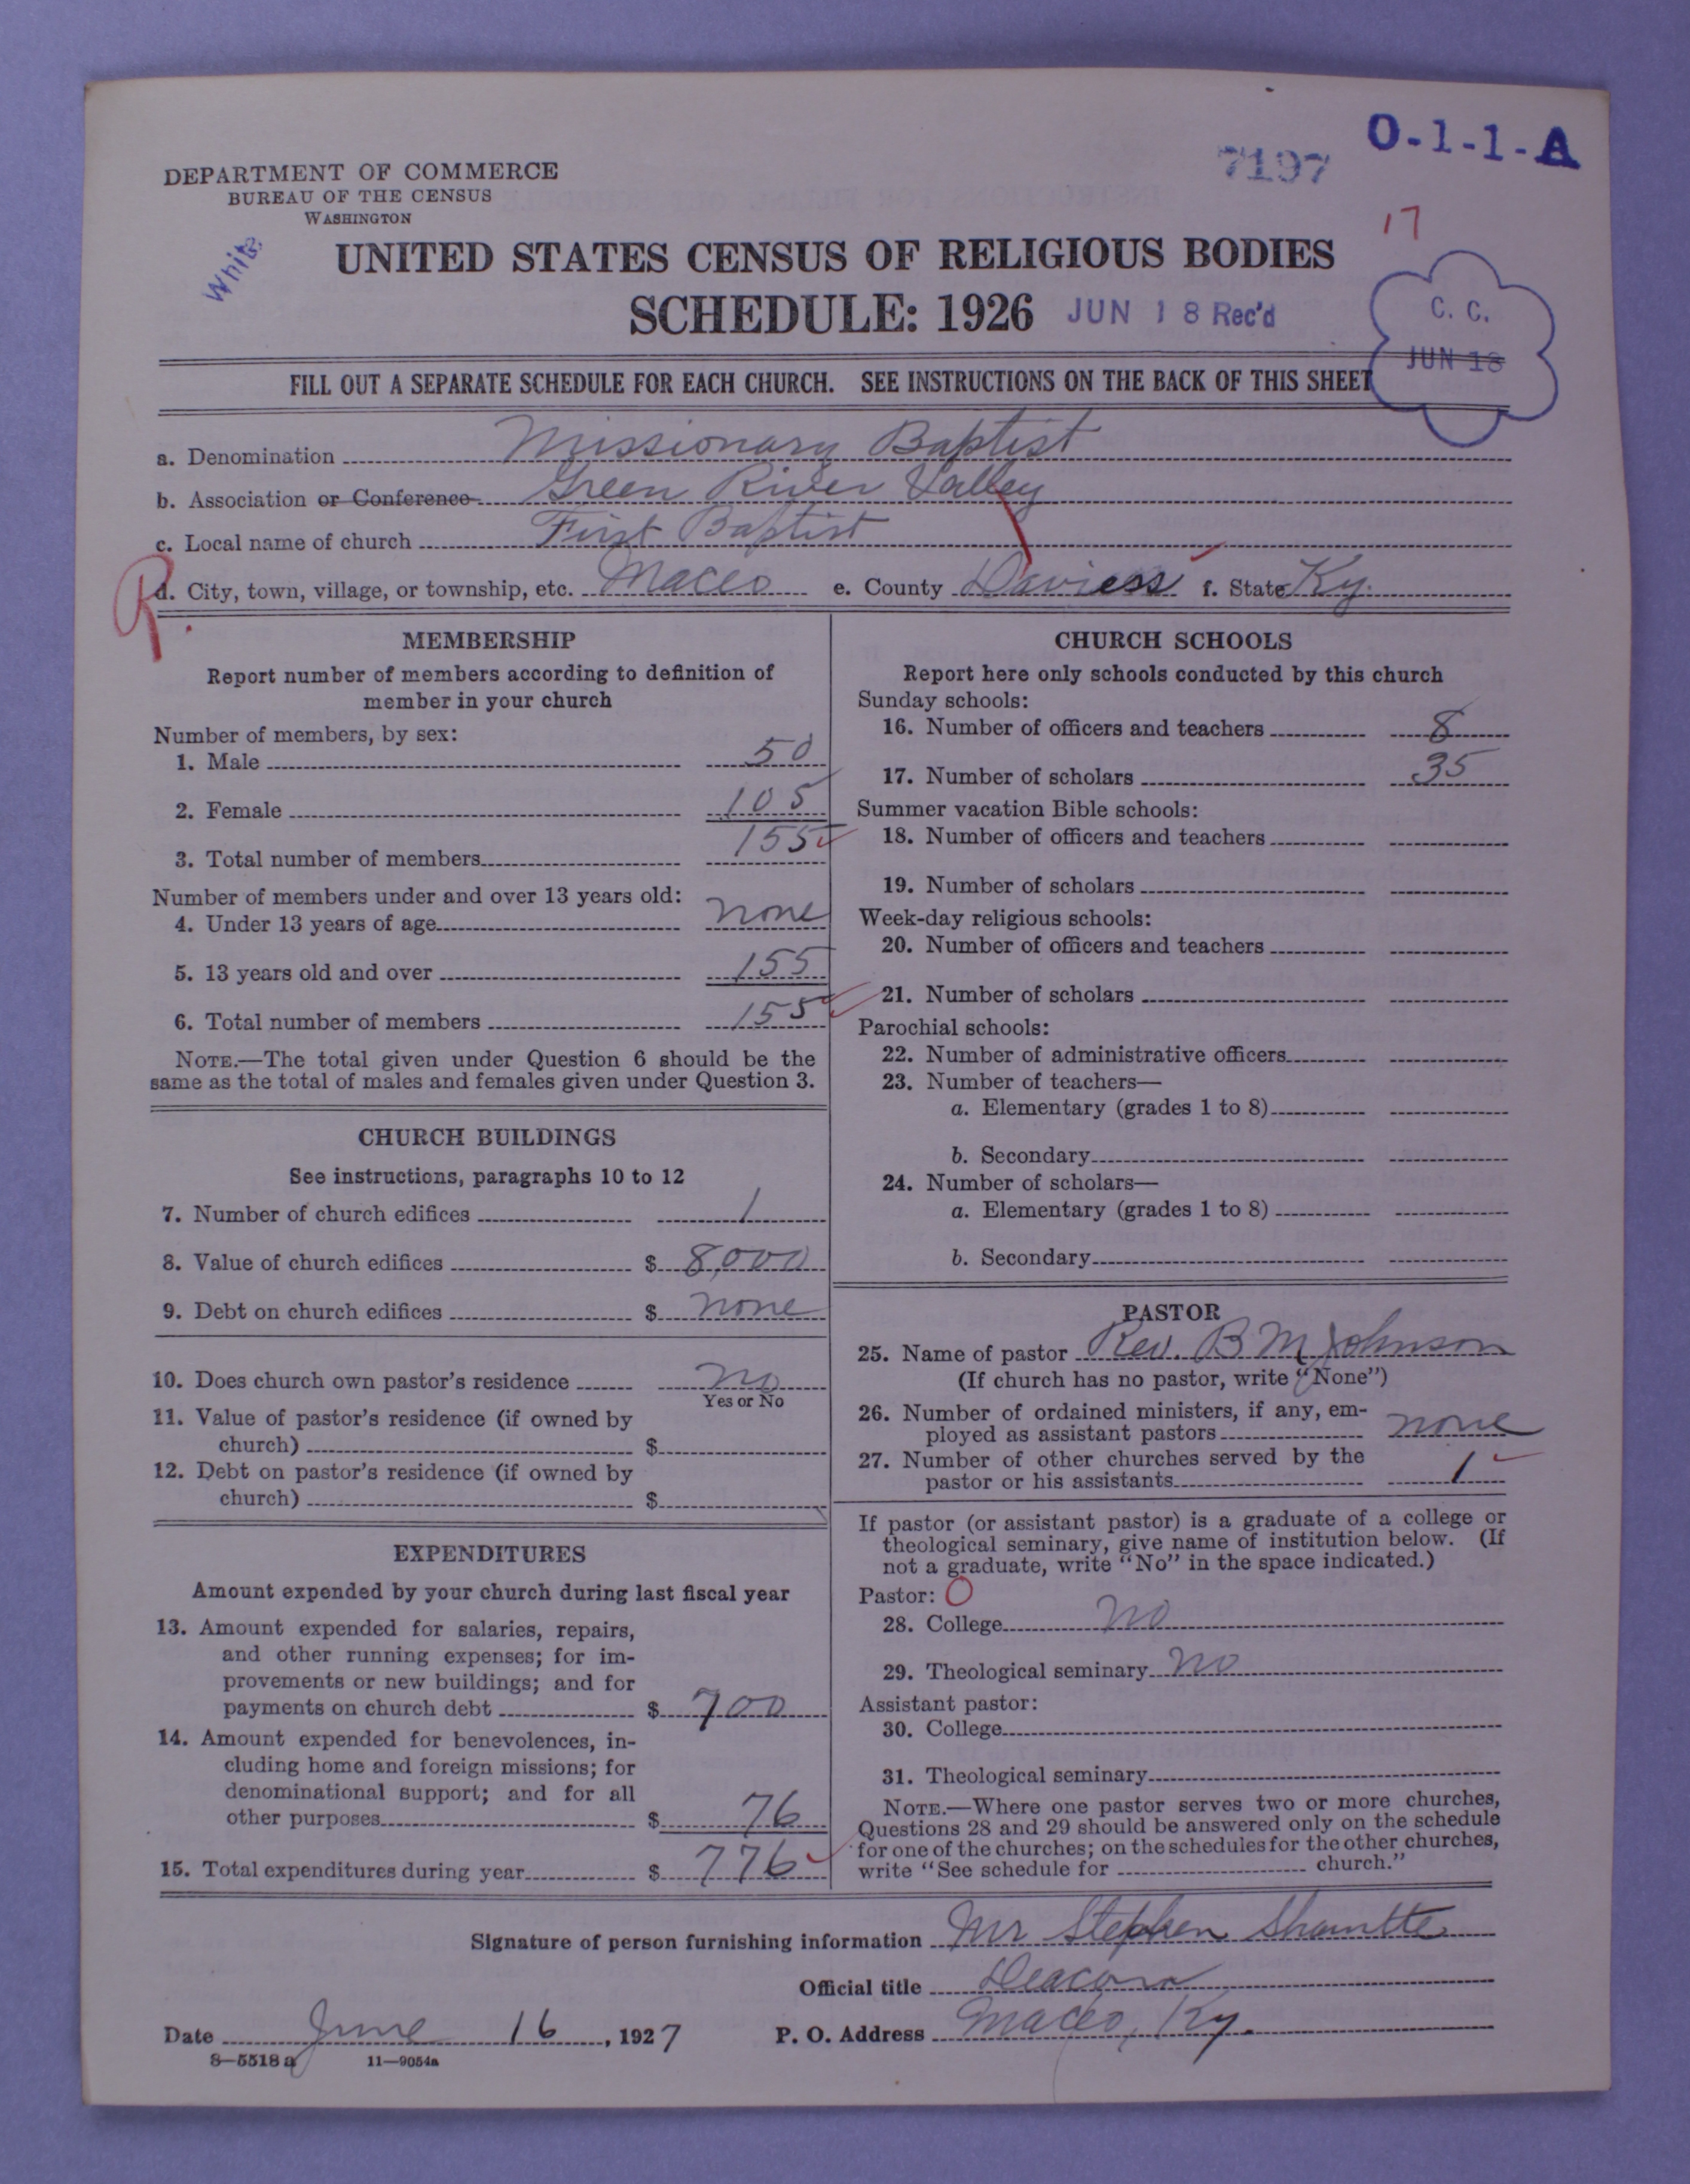 O-1-1-A
7197
DEPARTMENT OF COMMERCE
BUREAU OF THE CENSUS
WASHINGTON
17
White
UNITED STATES CENSUS OF RELIGIOUS BODIES
SCHEDULE: 1926 JUN 18 Rec'd
C. C.
JUN 18
FILL OUT A SEPARATE SCHEDULE FOR EACH CHURCH. SEE INSTRUCTIONS ON THE BACK OF THIS SHEET
a. Denomination Missionary Baptist
b. Association or Conference Green River Valley
c. Local name of church First Baptist
R
d. City, town, village, or township, etc. Maceo e. County Daviess f. State Ky.
MEMBERSHIP
Report number of members according to definition of
member in your church
Number of members, by sex:
1. Male 50
2. Female 105
3. Total number of members 155
Number of members under and over 13 years old:
4. Under 13 years of age none
5. 13 years old and over 155
6. Total number of members 155
NOTE.—The total given under Question 6 should be the
same as the total of males and females given under Question 3.
CHURCH BUILDINGS
See instructions, paragraphs 10 to 12
7. Number of church edifices 1
8. Value of church edifices $ 8,000
9. Debt on church edifices $ none
10. Does church own pastor's residence no
Yes or No
11. Value of pastor's residence (if owned by
church) $
12. Debt on pastor's residence (if owned by
church) $
EXPENDITURES
Amount expended by your church during last fiscal year
13. Amount expended for salaries, repairs,
and other running expenses; for im-
provements or new buildings; and for
payments on church debt $ 700
14. Amount expended for benevolences, in-
cluding home and foreign missions; for
denominational support; and for all
other purposes $ 76
15. Total expenditures during year $ 776
CHURCH SCHOOLS
Report here only schools conducted by this church
Sunday schools:
16. Number of officers and teachers 8
17. Number of scholars 35
Summer vacation Bible schools:
18. Number of officers and teachers
19. Number of scholars
Week-day religious schools:
20. Number of officers and teachers
21. Number of scholars
Parochial schools:
22. Number of administrative officers
23. Number of teachers—
a. Elementary (grades 1 to 8)
b. Secondary
24. Number of scholars—
a. Elementary (grades 1 to 8)
b. Secondary
PASTOR
25. Name of pastor Rev. B M Johnson
(If church has no pastor, write "None")
26. Number of ordained ministers, if any, em-
ployed as assistant pastors none
27. Number of other churches served by the
pastor or his assistants 1
If pastor (or assistant pastor) is a graduate of a college or
theological seminary, give name of institution below. (If
not a graduate, write "No" in the space indicated.)
Pastor: O
28. College no
29. Theological seminary no
Assistant pastor:
30. College
31. Theological seminary
NOTE.—Where one pastor serves two or more churches,
Questions 28 and 29 should be answered only on the schedule
for one of the churches; on the schedules for the other churches,
write "See schedule for church."
Signature of person furnishing information Mr Stephen
Official title Deacon
Date June 16, 1927 P. O. Address Maceo, Ky.
8—5518 a 11—9054a